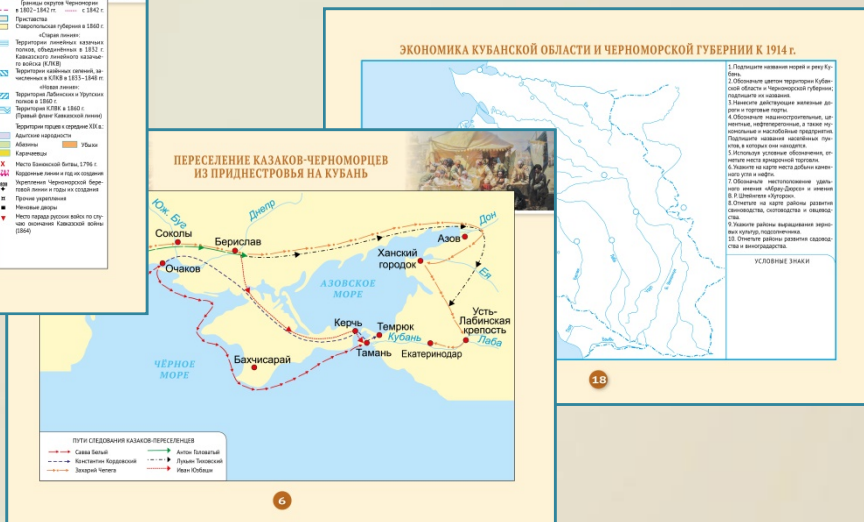 Границы округов Черномории
в 1802–1842 гг. с 1842 г.
Приставства
Ставропольская губерния в 1860 г.
«Старая линия»:
Территории линейных казачьих
полков, объединённых в 1832 г.
Кавказского линейного казачье-
го войска (КЛКВ)
Территории казённых селений, за-
численных в КЛКВ в 1833–1848 гг.
«Новая линия»:
Территория Лабинских и Урупских
полков в 1860 г.
Территория КЛКВ в 1860 г.
(Правый фланг Кавказской линии)
Территории горцев к середине XIX в.:
Адыгские народности
Абазины Убыхи
Карачаевцы
Место Баталпашинской битвы,
Кордонные линии и год их создания
Укрепления Черноморской бере-
говой линии и годы их создания
Прочие укрепления
Меновые дворы
Место парада русских войск по слу-
чаю окончания Кавказской войны
(1864)
ПЕРЕСЕЛЕНИЕ КАЗАКОВ-ЧЕРНОМОРЦЕВ
ИЗ ПРИДНЕСТРОВЬЯ НА КУБАНЬ
Юж. Буг
Днепр
Дон
Соколы
Берислав
Азов
Очаков
Ханский
городок
Ея
АЗОВСКОЕ
МОРЕ
Усть-
Лабинская
крепость
Керчь
Темрюк
Кубань
Лаба
Тамань
Екатеринодар
Бахчисарай
ЧЁРНОЕ
МОРЕ
ПУТИ СЛЕДОВАНИЯ КАЗАКОВ-ПЕРЕСЕЛЕНЦЕВ
Савва Белый
Константин Кордовский
Захарий Чепега
Антон Головатый
Лукьян Тиховский
Иван Юзбаши
6
ЭКОНОМИКА КУБАНСКОЙ ОБЛАСТИ И ЧЕРНОМОРСКОЙ ГУБЕРНИИ К 1914 г.
1. Подпишите названия морей и реку Ку-
бань.
2. Обозначьте цветом территории Кубан-
ской области и Черноморской губернии;
подпишите их названия.
3. Нанесите действующие железные до-
роги и торговые порты.
4. Обозначьте машиностроительные, це-
ментные, нефтеперегонные, а также му-
комольные и маслобойные предприятия.
Подпишите названия населённых пун-
ктов, в которых они находятся.
5. Используя условные обозначения, от-
метьте места ярмарочной торговли.
6. Укажите на карте места добычи камен-
ного угля и нефти.
7. Обозначьте местоположение удель-
ного имения «Абрау-Дюрсо» и имения
В. Р. Штейнгеля «Хуторок».
8. Отметьте на карте районы развития
свиноводства, скотоводства и овцевод-
ства.
9. Укажите районы выращивания зерно-
вых культур, подсолнечника.
10. Отметьте районы развития садовод-
ства и виноградарства.
УСЛОВНЫЕ ЗНАКИ
18